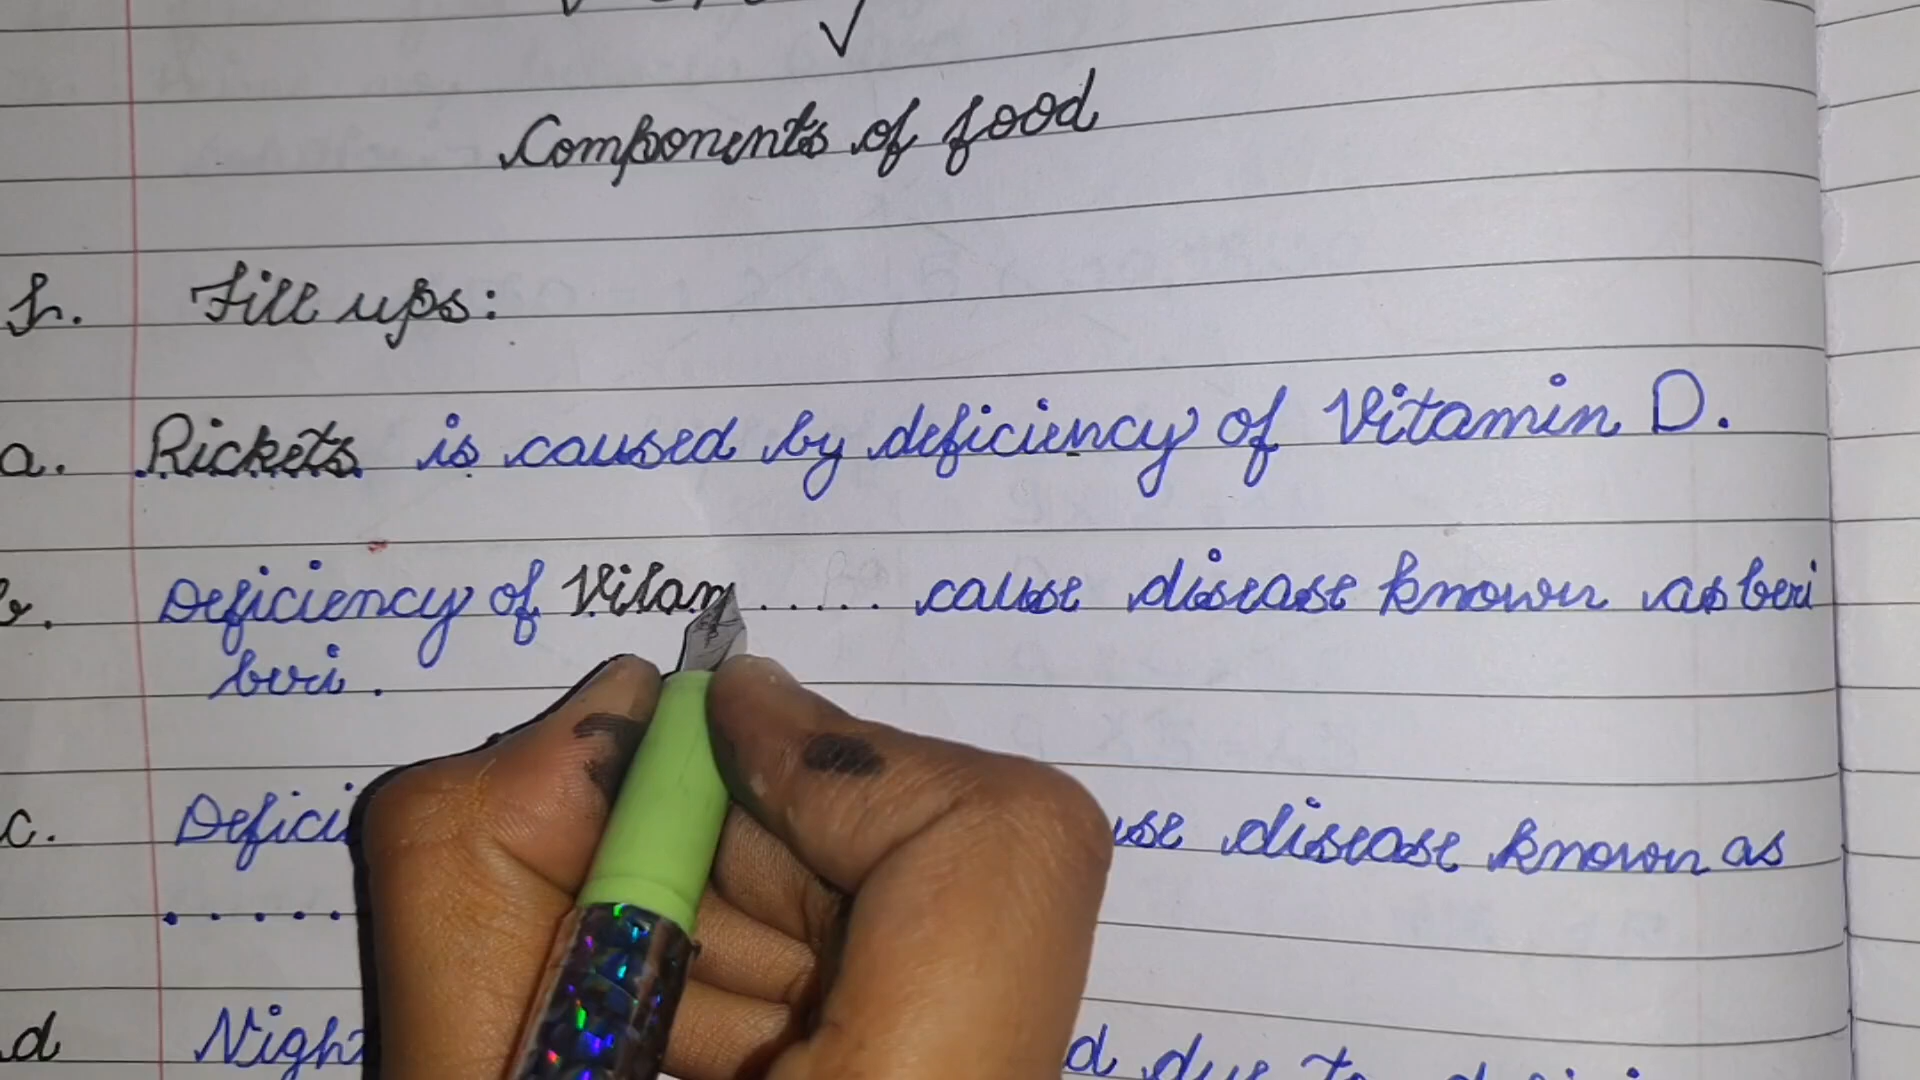 Components of food
h. Fill ups:
a. Rickets is caused by deficiency of Vitamin D.
b. Deficiency of Vitam ..... cause disease known as beri
beri.
c. Defici use disease known as
.....
d Nigh d due to defici